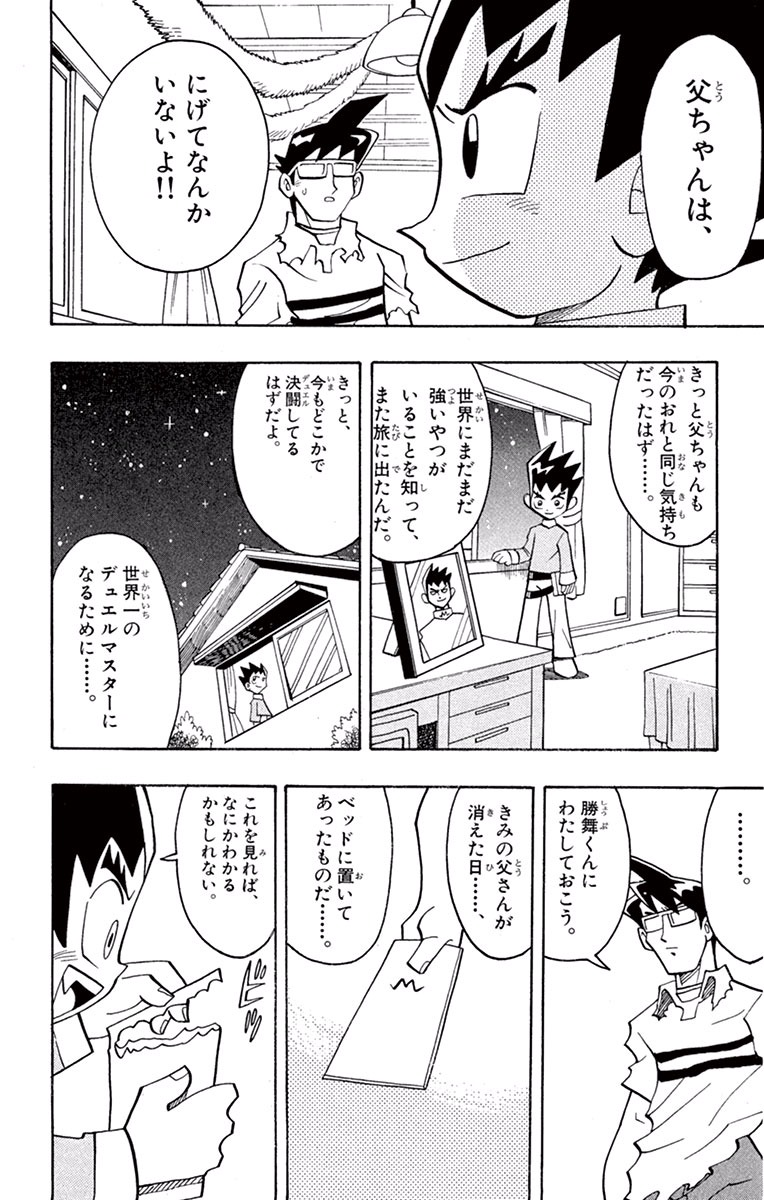 父ちゃんは、
にげてなんか
いないよ!!
きっと父ちゃんも
今のおれと同じ気持ち
だったはず……。
世界にまだまだ
強いやつが
いることを知って、
また旅に出たんだ。
きっと、
今もどこかで
決闘してる
はずだよ。
世界一の
デュエルマスターに
なるために……。
……。
勝舞くんに
わたしておこう。
きみの父さんが
消えた日……、
ベッドに置いて
あったものだ……。
これを見れば、
なにかわかる
かもしれない。
ドキ